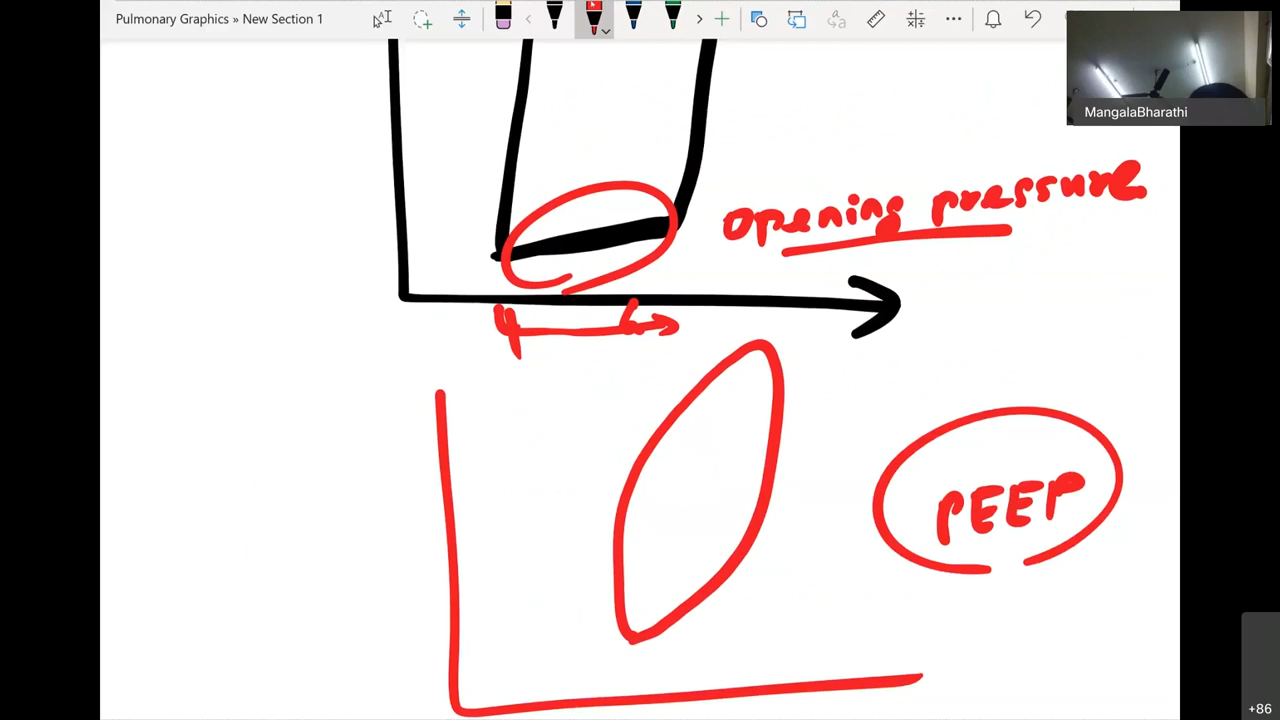 Pulmonary Graphics » New Section 1
MangalaBharathi
opening pressure
PEEP
+86